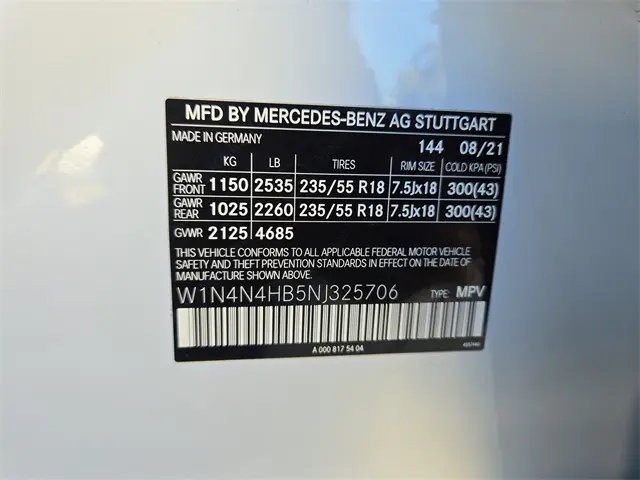 MFD BY MERCEDES-BENZ AG STUTTGART
MADE IN GERMANY 144 08/21
KG LB TIRES RIM SIZE COLD KPA(PSI)
GAWR FRONT 1150 2535 235/55 R18 7.5Jx18 300(43)
GAWR REAR 1025 2260 235/55 R18 7.5Jx18 300(43)
GVWR 2125 4685
THIS VEHICLE CONFORMS TO ALL APPLICABLE FEDERAL MOTOR VEHICLE
SAFETY AND THEFT PREVENTION STANDARDS IN EFFECT ON THE DATE
OF MANUFACTURE SHOWN ABOVE.
W1N4N4HB5NJ325706 TYPE: MPV
A 000 817 54 04